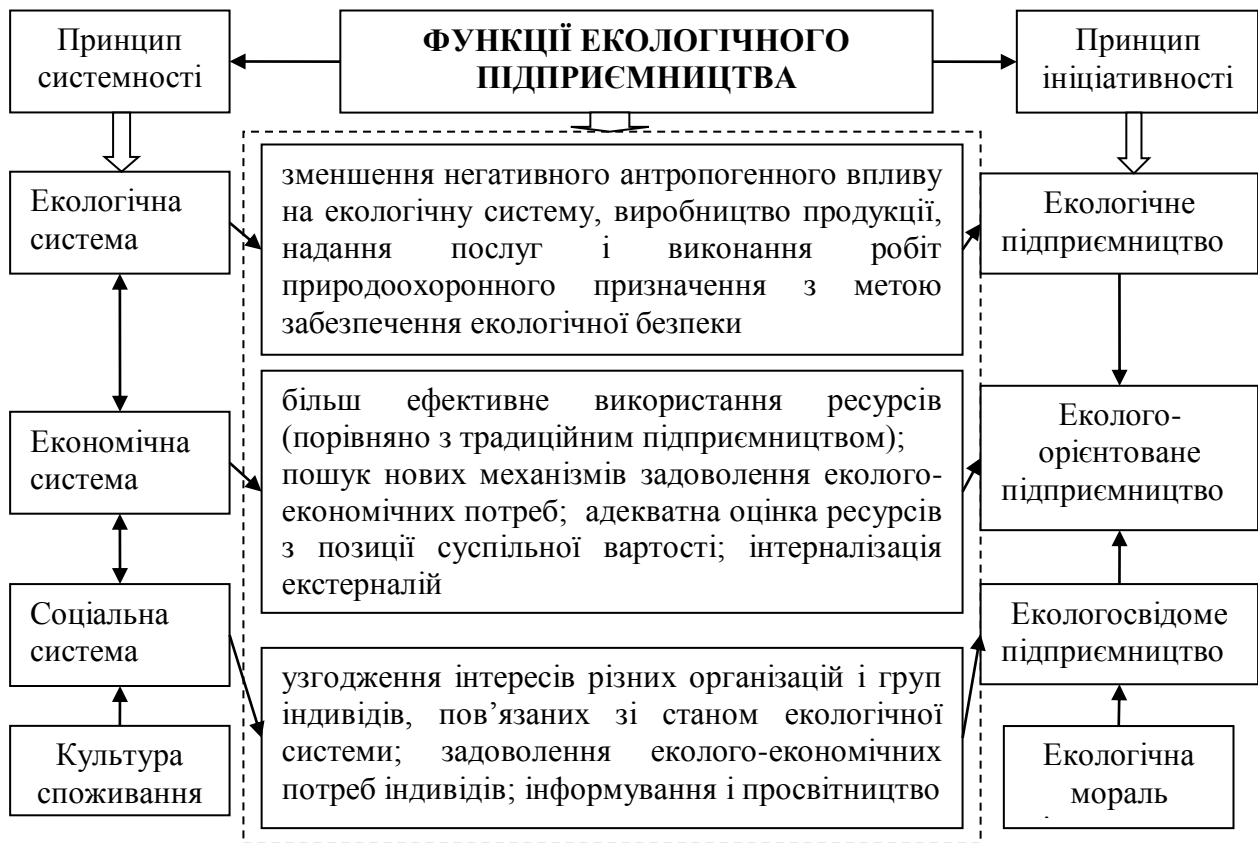 Принцип
системності
ФУНКЦІЇ ЕКОЛОГІЧНОГО
ПІДПРИЄМНИЦТВА
Принцип
ініціативності
Екологічна
система
зменшення негативного антропогенного впливу
на екологічну систему, виробництво продукції,
надання послуг і виконання робіт
природоохоронного призначення з метою
забезпечення екологічної безпеки
Екологічне
підприємництво
Економічна
система
більш ефективне використання ресурсів
(порівняно з традиційним підприємництвом);
пошук нових механізмів задоволення еколого-
економічних потреб; адекватна оцінка ресурсів
з позиції суспільної вартості; інтерналізація
екстерналій
Еколого-
орієнтоване
підприємництво
Соціальна
система
узгодження інтересів різних організацій і груп
індивідів, пов’язаних зі станом екологічної
системи; задоволення еколого-економічних
потреб індивідів; інформування і просвітництво
Екологосвідоме
підприємництво
Культура
споживання
Екологічна
мораль